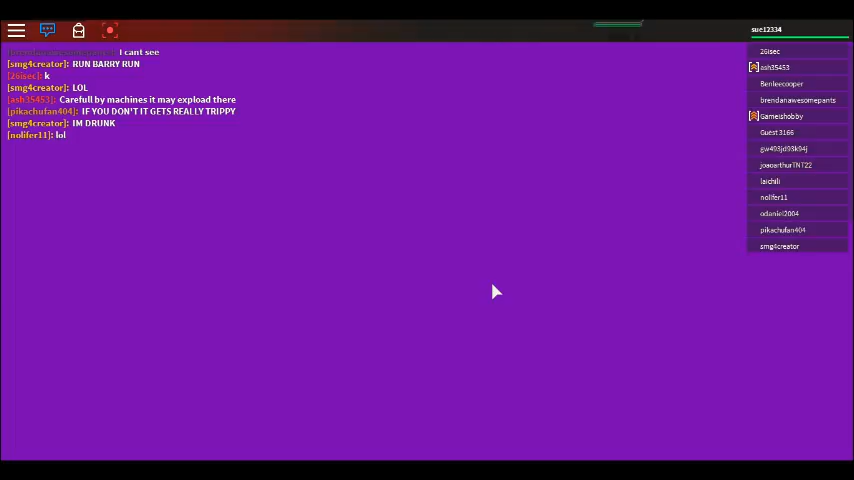 sue12334
I cant see
[smg4creator]: RUN BARRY RUN
[26isec]: k
[smg4creator]: LOL
[ash35453]: Carefull by machines it may expload there
[pikachufan404]: IF YOU DON'T IT GETS REALLY TRIPPY
[smg4creator]: IM DRUNK
[nolifer11]: lol
26isec
ash35453
Benleecooper
brendanawesomepants
Gameishobby
Guest 3166
gw493jd93k94j
joaoarthurTNT22
laichili
nolifer11
odaniel2004
pikachufan404
smg4creator